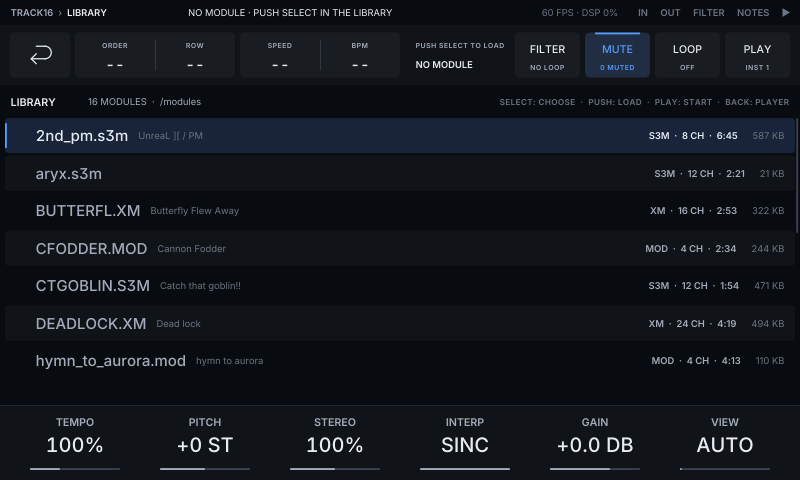 TRACK16 › LIBRARY NO MODULE · PUSH SELECT IN THE LIBRARY 60 FPS · DSP 0% IN OUT FILTER NOTES
ORDER ROW SPEED BPM PUSH SELECT TO LOAD FILTER MUTE LOOP PLAY
-- -- -- -- NO MODULE NO LOOP 0 MUTED OFF INST 1
LIBRARY 16 MODULES · /modules SELECT: CHOOSE · PUSH: LOAD · PLAY: START · BACK: PLAYER
2nd_pm.s3m UnreaL ][ / PM S3M · 8 CH · 6:45 587 KB
aryx.s3m S3M · 12 CH · 2:21 21 KB
BUTTERFL.XM Butterfly Flew Away XM · 16 CH · 2:53 322 KB
CFODDER.MOD Cannon Fodder MOD · 4 CH · 2:34 244 KB
CTGOBLIN.S3M Catch that goblin!! S3M · 12 CH · 1:54 471 KB
DEADLOCK.XM Dead lock XM · 24 CH · 4:19 494 KB
hymn_to_aurora.mod hymn to aurora MOD · 4 CH · 4:13 110 KB
TEMPO PITCH STEREO INTERP GAIN VIEW
100% +0 ST 100% SINC +0.0 DB AUTO